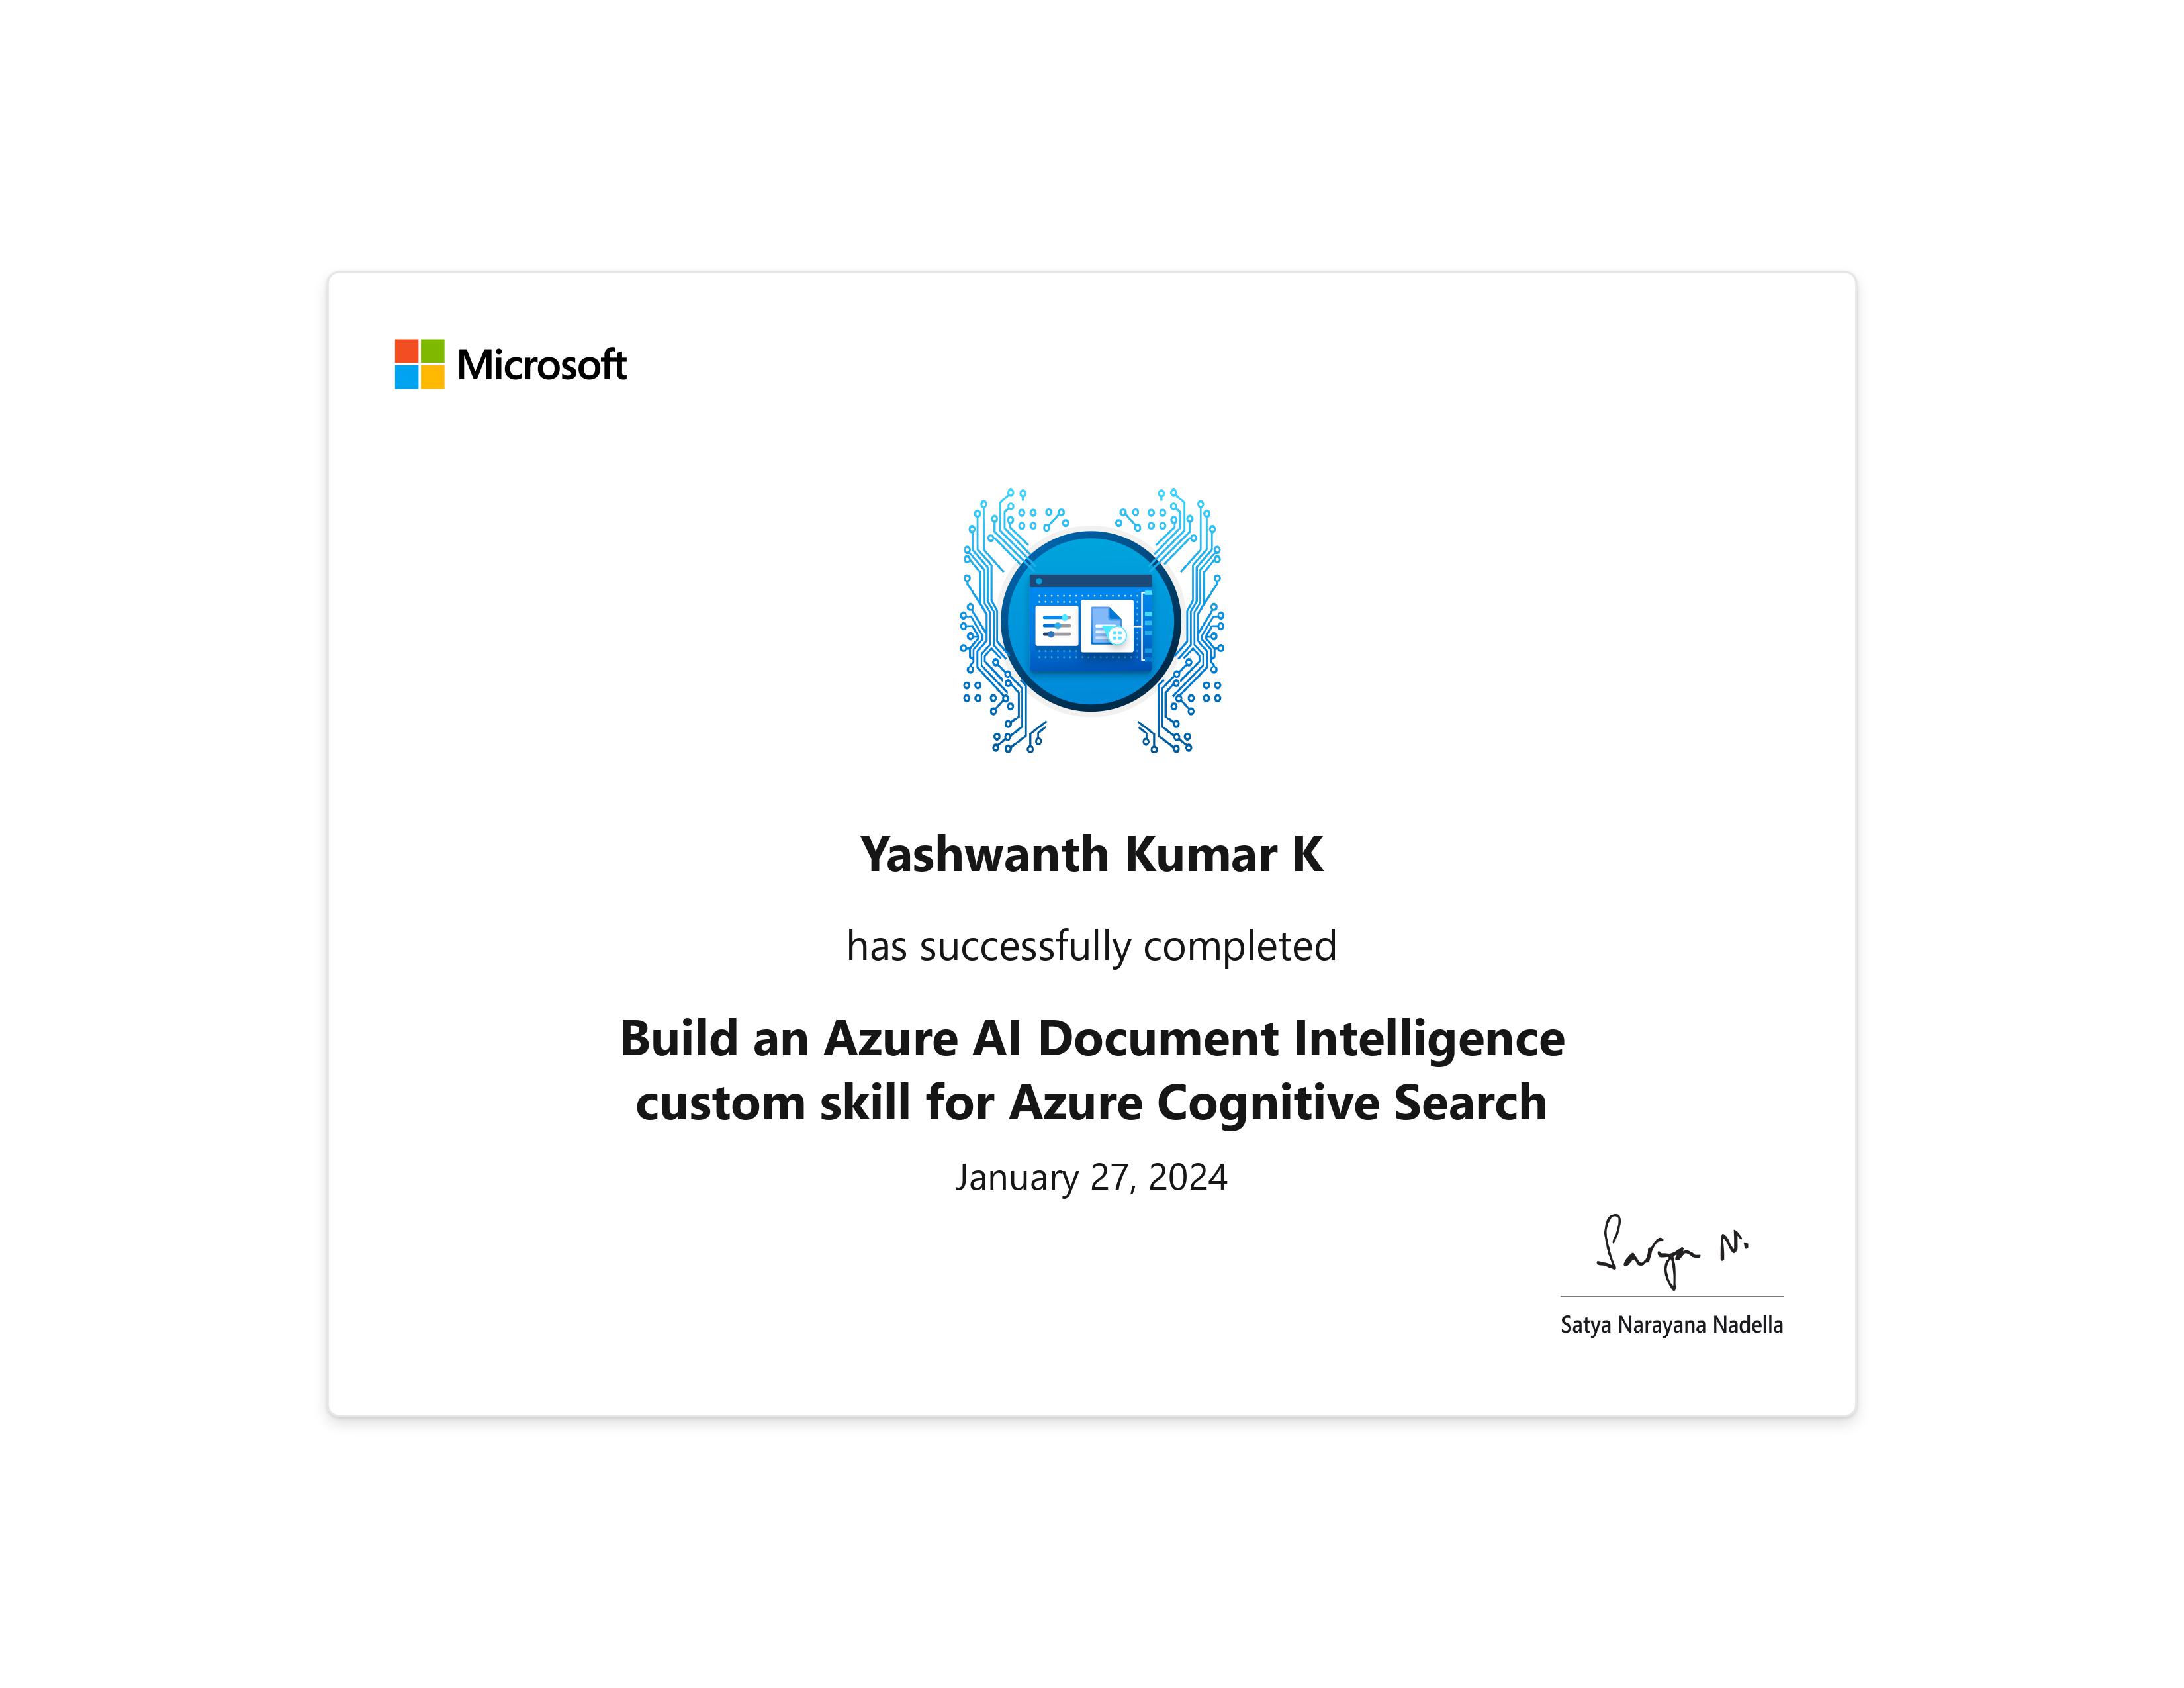 Microsoft
Yashwanth Kumar K
has successfully completed
Build an Azure AI Document Intelligence
custom skill for Azure Cognitive Search
January 27, 2024
Satya N.
Satya Narayana Nadella